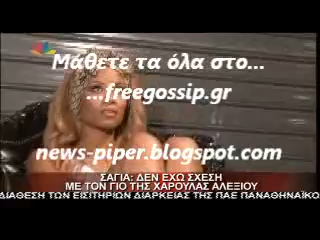 Μάθετε τα όλα στο...
...freegossip.gr
news-piper.blogspot.com
ΣΑΓΙΑ: ΔΕΝ ΕΧΩ ΣΧΕΣΗ
ΜΕ ΤΟΝ ΓΙΟ ΤΗΣ ΧΑΡΟΥΛΑΣ ΑΛΕΞΙΟΥ
ΔΙΑΘΕΣΗ ΤΩΝ ΕΙΣΙΤΗΡΙΩΝ ΔΙΑΡΚΕΙΑΣ ΤΗΣ ΠΑΕ ΠΑΝΑΘΗΝΑΪΚΟ